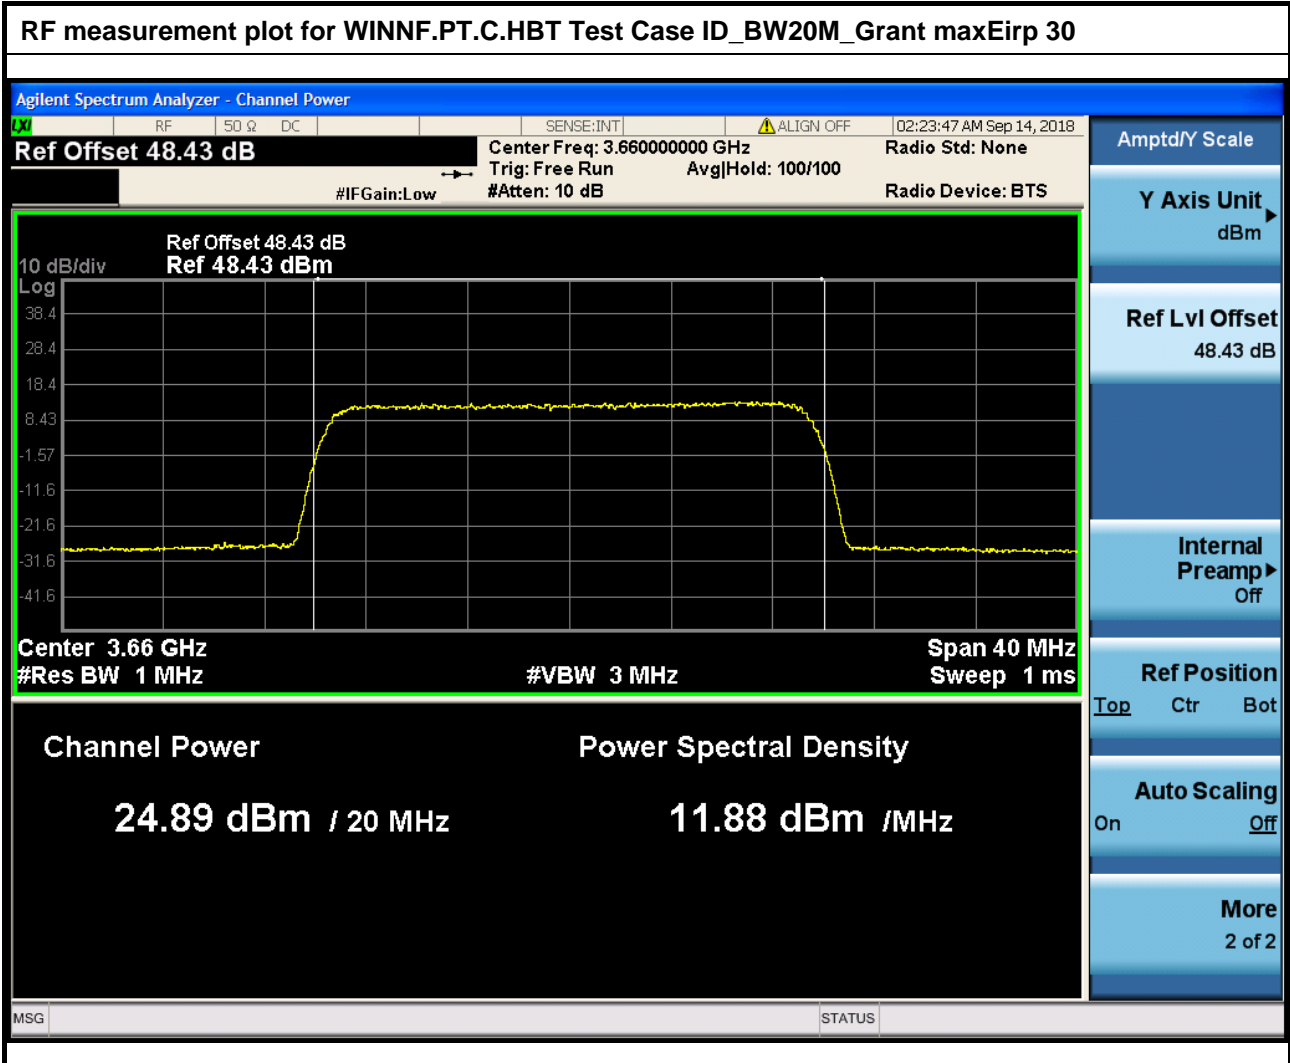 RF measurement plot for WINNF.PT.C.HBT Test Case ID_BW20M_Grant maxEirp 30
Agilent Spectrum Analyzer - Channel Power
LXI RF 50 Ω DC SENSE:INT ALIGN OFF 02:23:47 AM Sep 14, 2018
Ref Offset 48.43 dB
Center Freq: 3.660000000 GHz
Radio Std: None
Trig: Free Run Avg|Hold: 100/100
#IFGain:Low #Atten: 10 dB Radio Device: BTS
Ref Offset 48.43 dB
10 dB/div Ref 48.43 dBm
Log
38.4
28.4
18.4
8.43
-1.57
-11.6
-21.6
-31.6
-41.6
Center 3.66 GHz Span 40 MHz
#Res BW 1 MHz #VBW 3 MHz Sweep 1 ms
Channel Power Power Spectral Density
24.89 dBm / 20 MHz 11.88 dBm /MHz
Amptd/Y Scale
Y Axis Unit
dBm
Ref Lvl Offset
48.43 dB
Internal
Preamp
Off
Ref Position
Top Ctr Bot
Auto Scaling
On Off
More
2 of 2
MSG STATUS